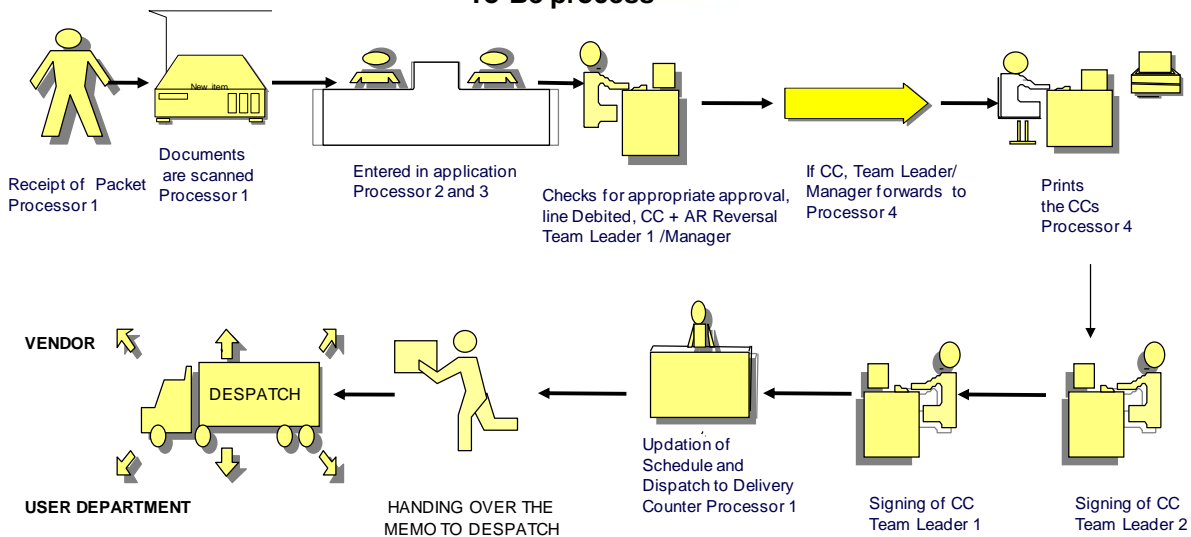 To Be process
New item
Receipt of Packet
Processor 1
Documents
are scanned
Processor 1
Entered in application
Processor 2 and 3
Checks for appropriate approval,
line Debited, CC + AR Reversal
Team Leader 1 /Manager
If CC, Team Leader/
Manager forwards to
Processor 4
Prints
the CCs
Processor 4
VENDOR
DESPATCH
USER DEPARTMENT
HANDING OVER THE
MEMO TO DESPATCH
Updation of
Schedule and
Dispatch to Delivery
Counter Processor 1
Signing of CC
Team Leader 1
Signing of CC
Team Leader 2